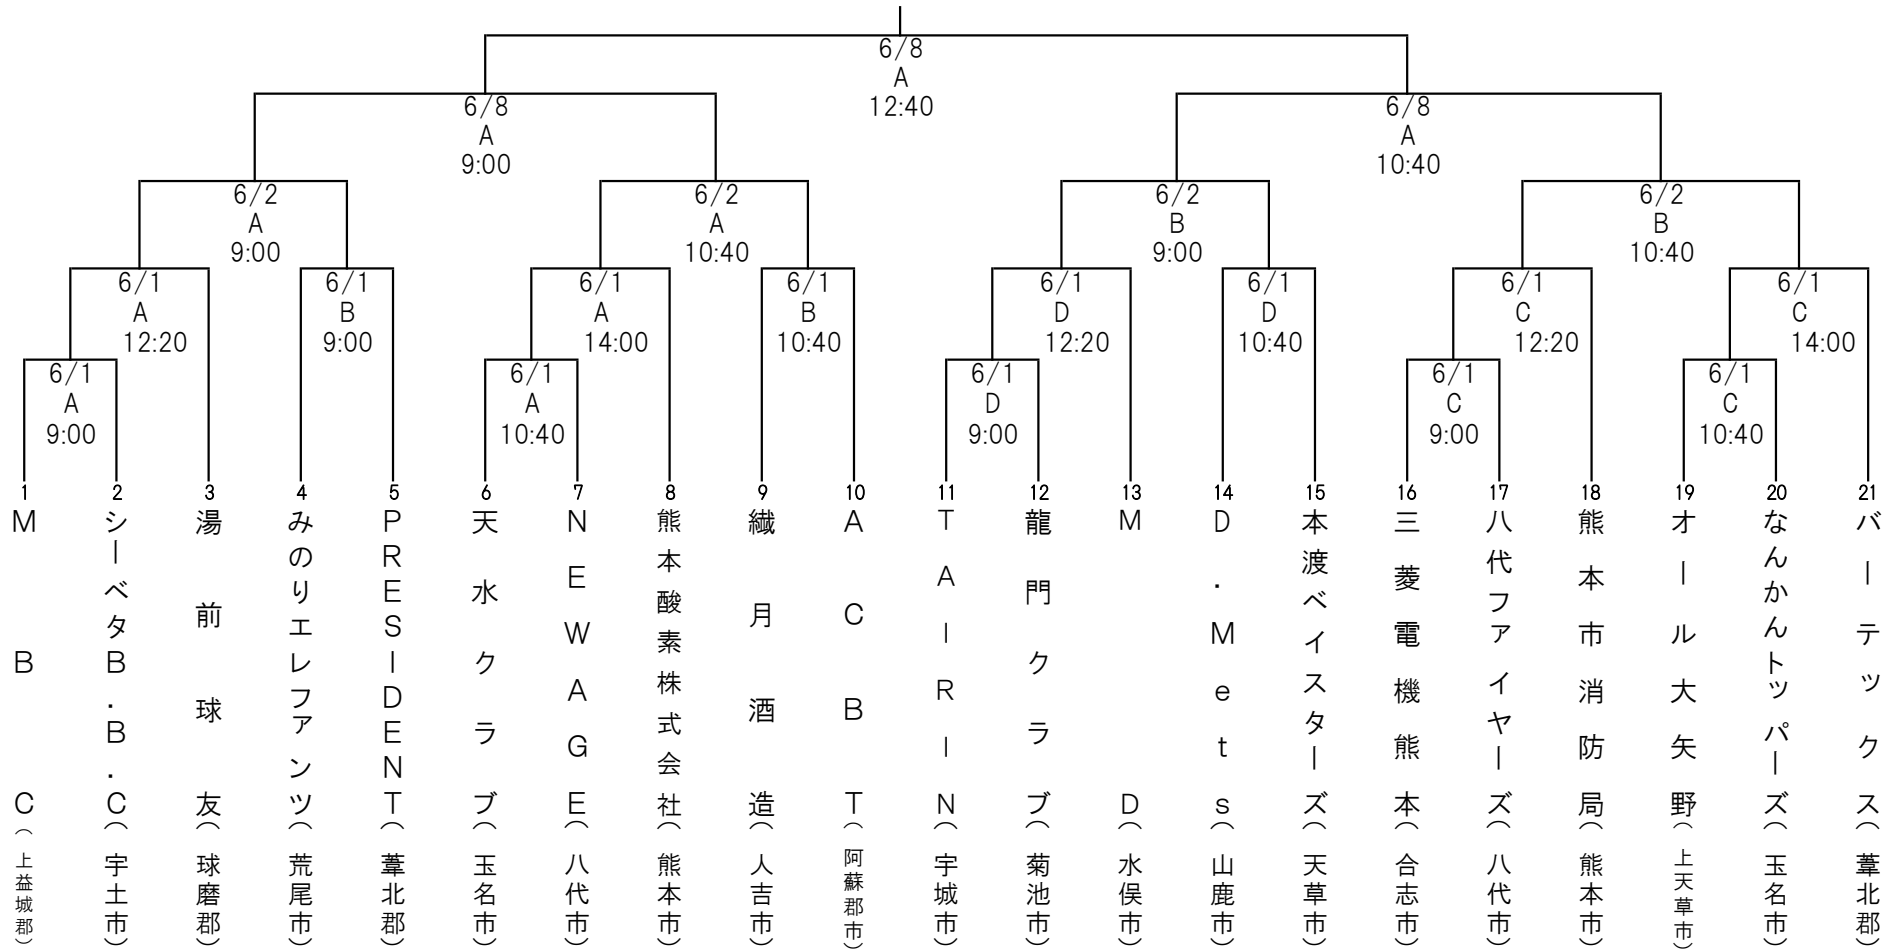 6/8
A
12:40
6/8
A
9:00
6/8
A
10:40
6/2
A
9:00
6/2
A
10:40
6/2
B
9:00
6/2
B
10:40
6/1
A
12:20
6/1
B
9:00
6/1
A
14:00
6/1
B
10:40
6/1
D
12:20
6/1
D
10:40
6/1
C
12:20
6/1
C
14:00
6/1
A
9:00
6/1
A
10:40
6/1
D
9:00
6/1
C
9:00
6/1
C
10:40
1
MBC(上益城郡)
2
シーベタB.B.C(宇土市)
3
湯前球友(球磨郡)
4
みのりエレファンツ(荒尾市)
5
PRESIDENT(葦北郡)
6
天水クラブ(玉名市)
7
NEWAGE(八代市)
8
熊本酸素株式会社(熊本市)
9
繊月酒造(人吉市)
10
ACBT(阿蘇郡市)
11
TAIRIN(宇城市)
12
龍門クラブ(菊池市)
13
MD(水俣市)
14
D.Mets(山鹿市)
15
本渡ベイスターズ(天草市)
16
三菱電機熊本(合志市)
17
八代ファイヤーズ(八代市)
18
熊本市消防局(熊本市)
19
オール大矢野(上天草市)
20
なんかんトッパーズ(玉名市)
21
バーテックス(葦北郡)